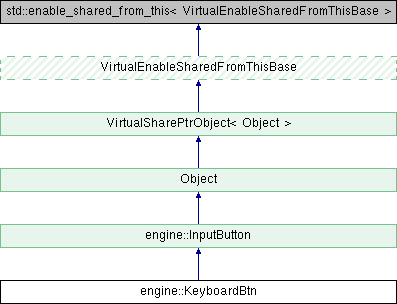 std::enable_shared_from_this< VirtualEnableSharedFromThisBase >
VirtualEnableSharedFromThisBase
VirtualSharePtrObject< Object >
Object
engine::InputButton
engine::KeyboardBtn